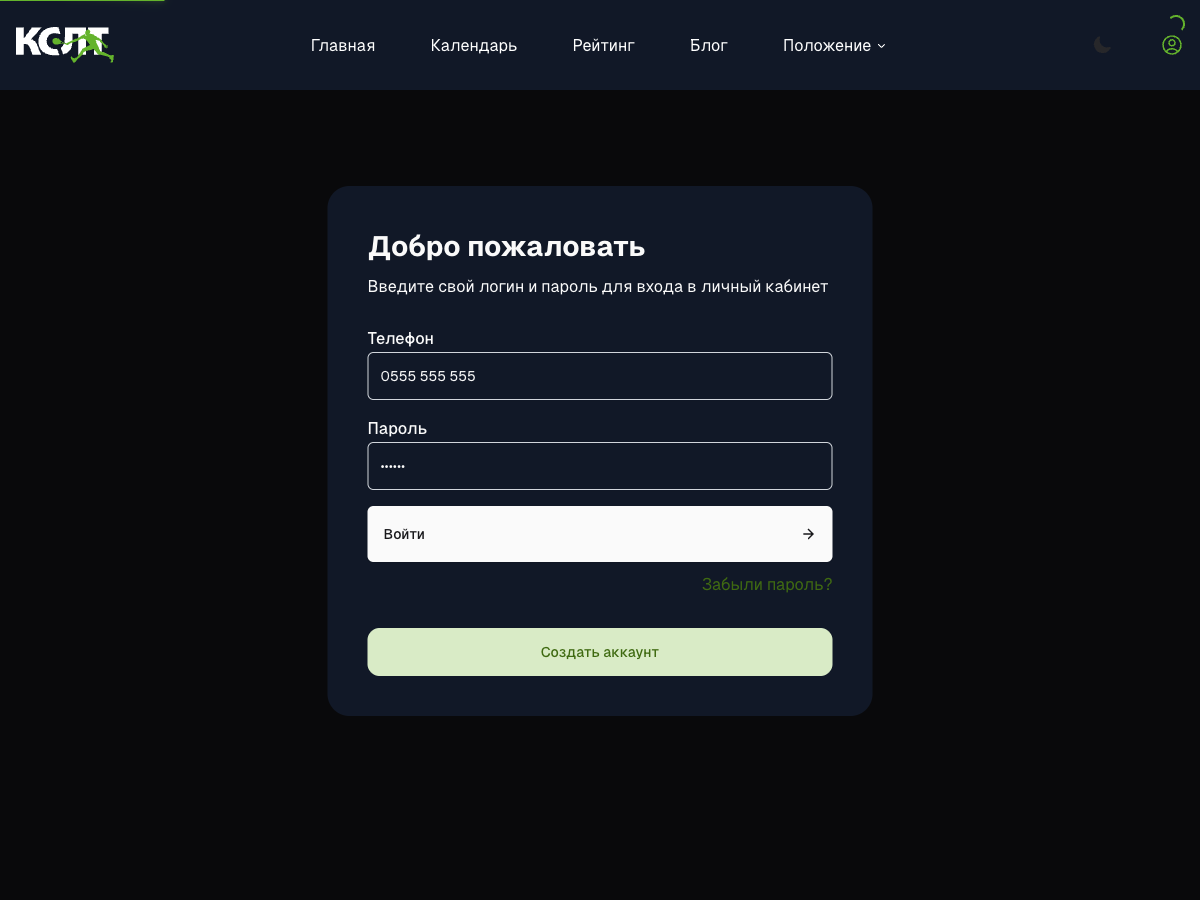 КСЛТ
Главная
Календарь
Рейтинг
Блог
Положение
Добро пожаловать
Введите свой логин и пароль для входа в личный кабинет
Телефон
0555 555 555
Пароль
••••••
Войти
Забыли пароль?
Создать аккаунт